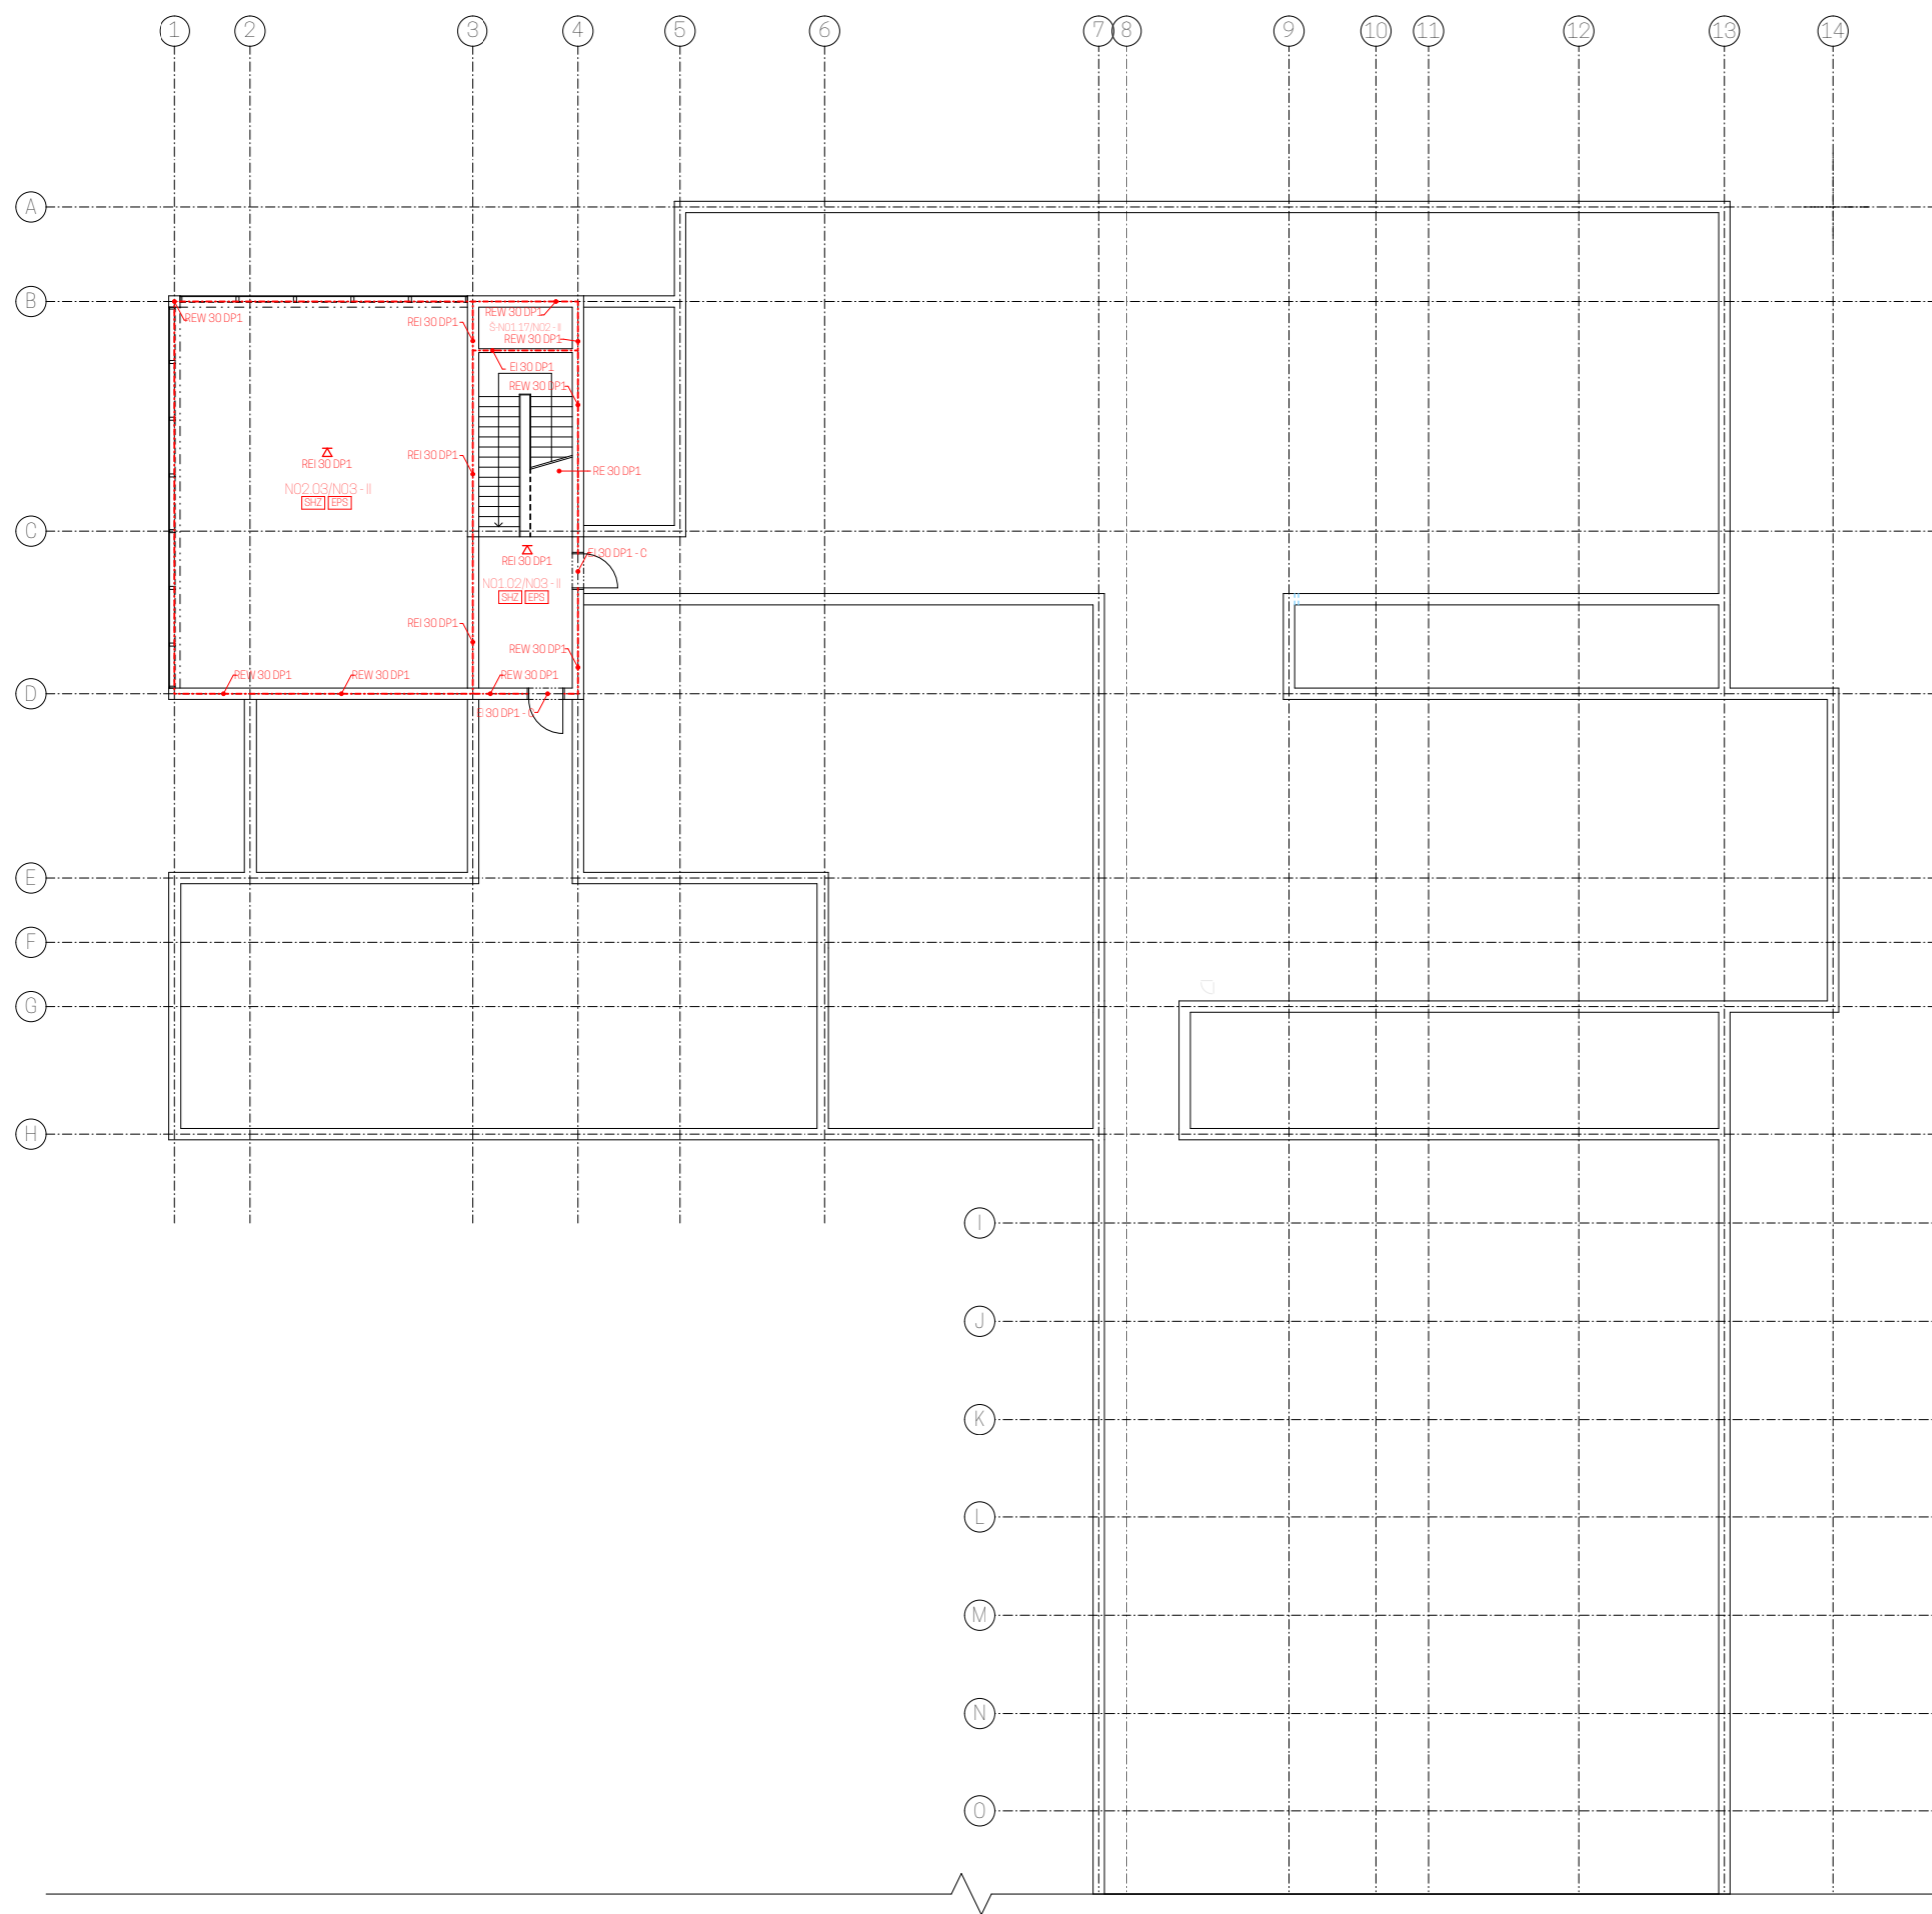 1 2 3 4 5 6 7 8 9 10 11 12 13 14
A
B
REW 30 DP1
REW 30 DP1
REI 30 DP1
Š-N01.17/N02 - II
REW 30 DP1
EI 30 DP1
REW 30 DP1
REI 30 DP1
REI 30 DP1
RE 30 DP1
N02.03/N03 - II
SHZ EPS
C
EI 30 DP1 - C
REI 30 DP1
N01.02/N03 - II
SHZ EPS
REI 30 DP1
REW 30 DP1
REW 30 DP1
REW 30 DP1
REW 30 DP1
D
EI 30 DP1 - C
E
F
G
H
I
J
K
L
M
N
O